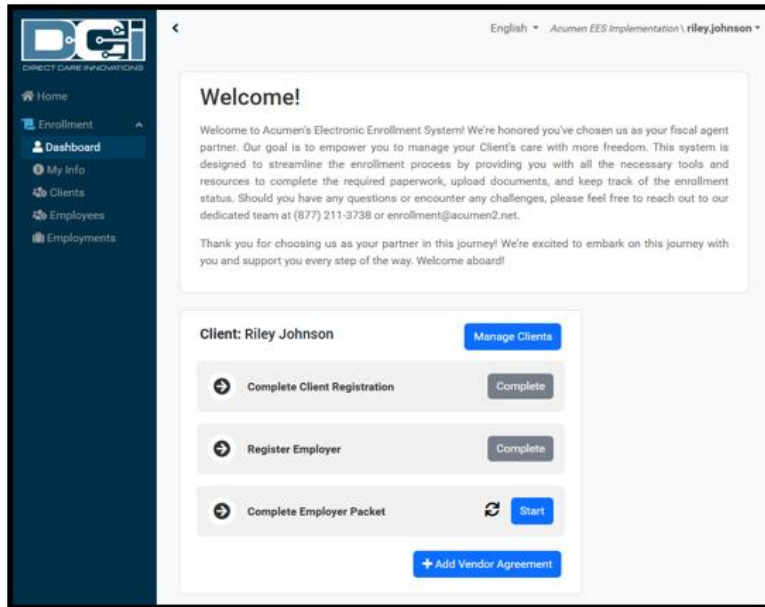 DCI
DIRECT CARE INNOVATIONS
Home
Enrollment
Dashboard
My Info
Clients
Employees
Employments
English
Acumen EES Implementation \ riley.johnson
Welcome!
Welcome to Acumen's Electronic Enrollment System! We're honored you've chosen us as your fiscal agent
partner. Our goal is to empower you to manage your Client's care with more freedom. This system is
designed to streamline the enrollment process by providing you with all the necessary tools and
resources to complete the required paperwork, upload documents, and keep track of the enrollment
status. Should you have any questions or encounter any challenges, please feel free to reach out to our
dedicated team at (877) 211-3738 or enrollment@acumen2.net.
Thank you for choosing us as your partner in this journey! We're excited to embark on this journey with
you and support you every step of the way. Welcome aboard!
Client: Riley Johnson
Manage Clients
Complete Client Registration
Complete
Register Employer
Complete
Complete Employer Packet
Start
+ Add Vendor Agreement